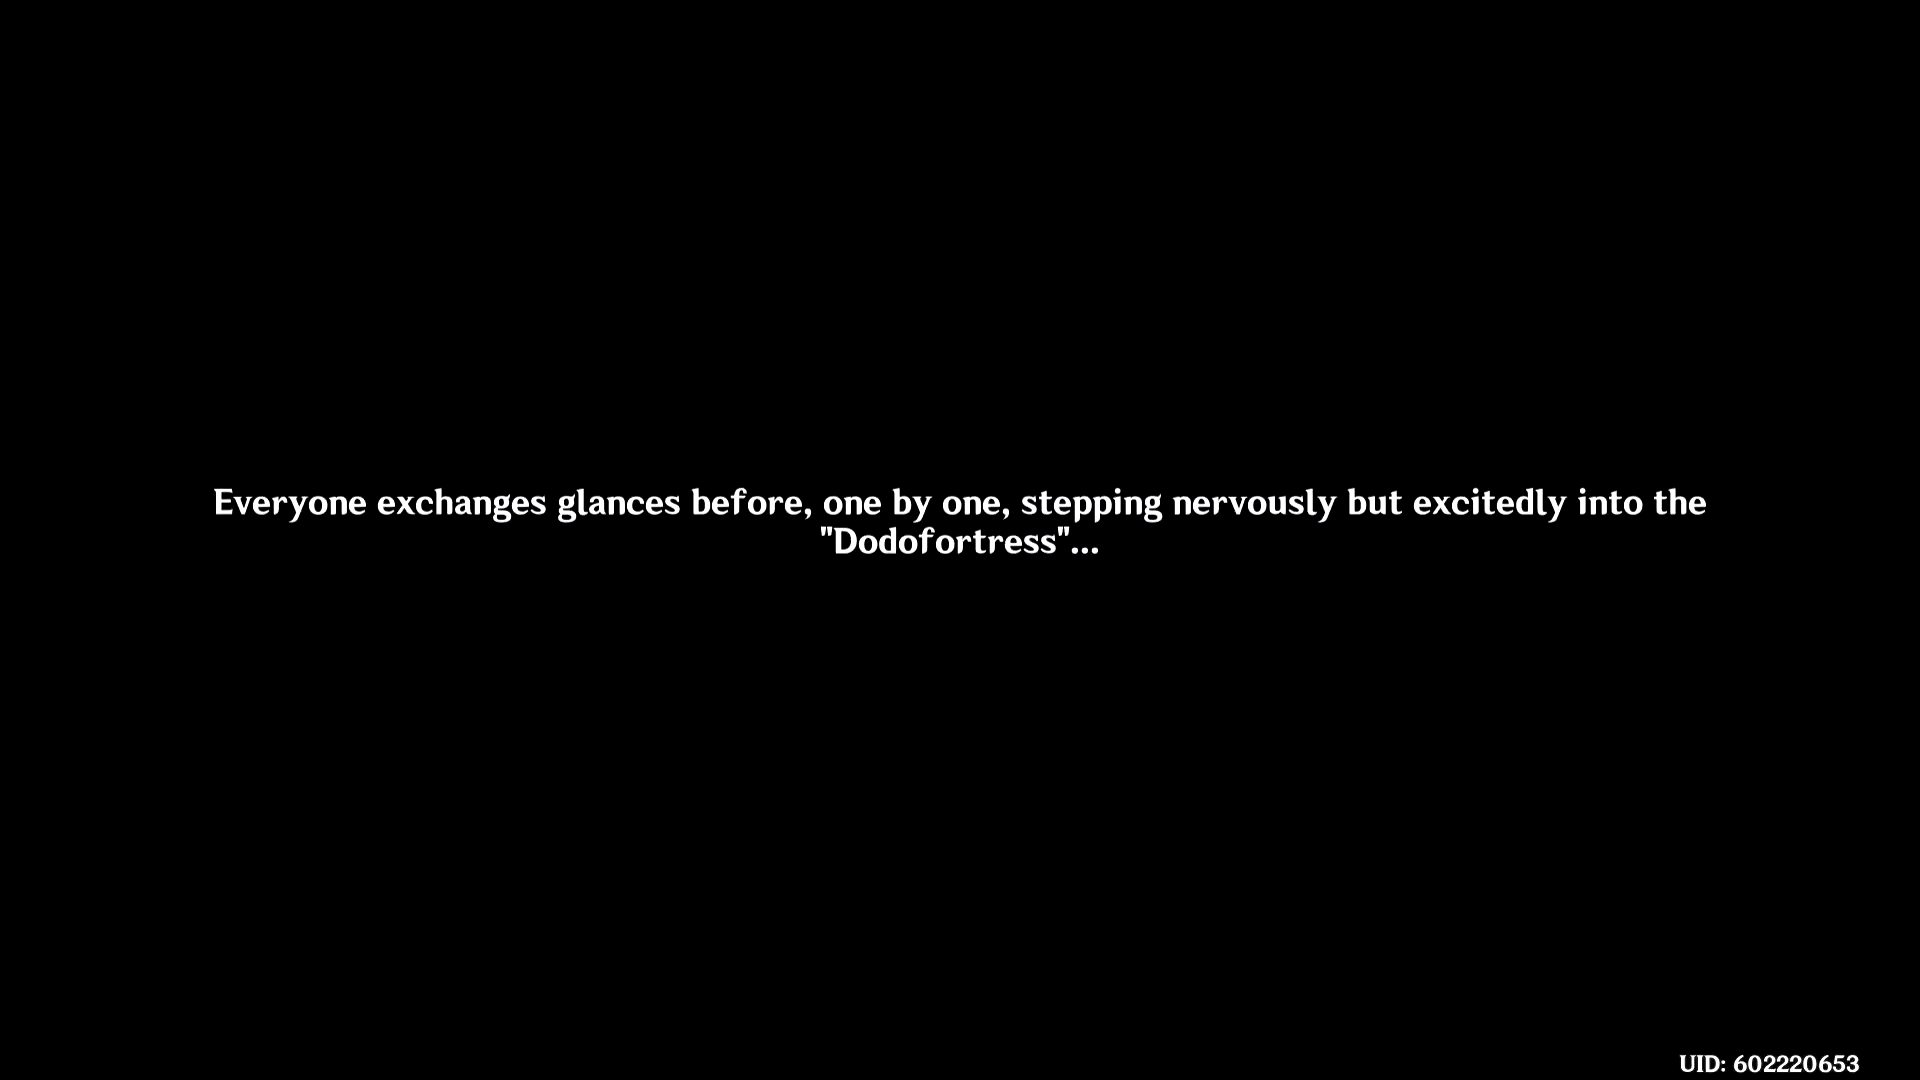 Everyone exchanges glances before, one by one, stepping nervously but excitedly into the
"Dodofortress"...
UID: 602220653